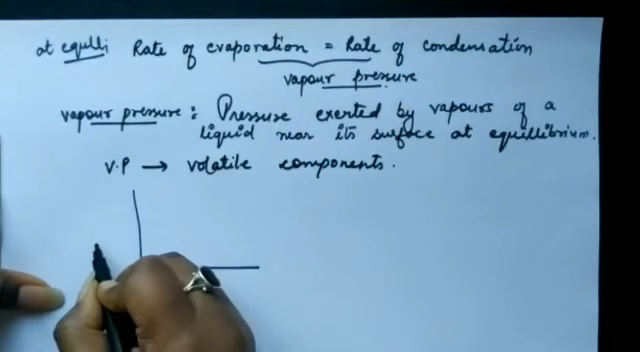 at equlli Rate of evaporation = Rate of condensation
vapour pressure
vapour pressure : Pressure exerted by vapours of a
liquid near its surface at equillibrium.
V.P → volatile components.